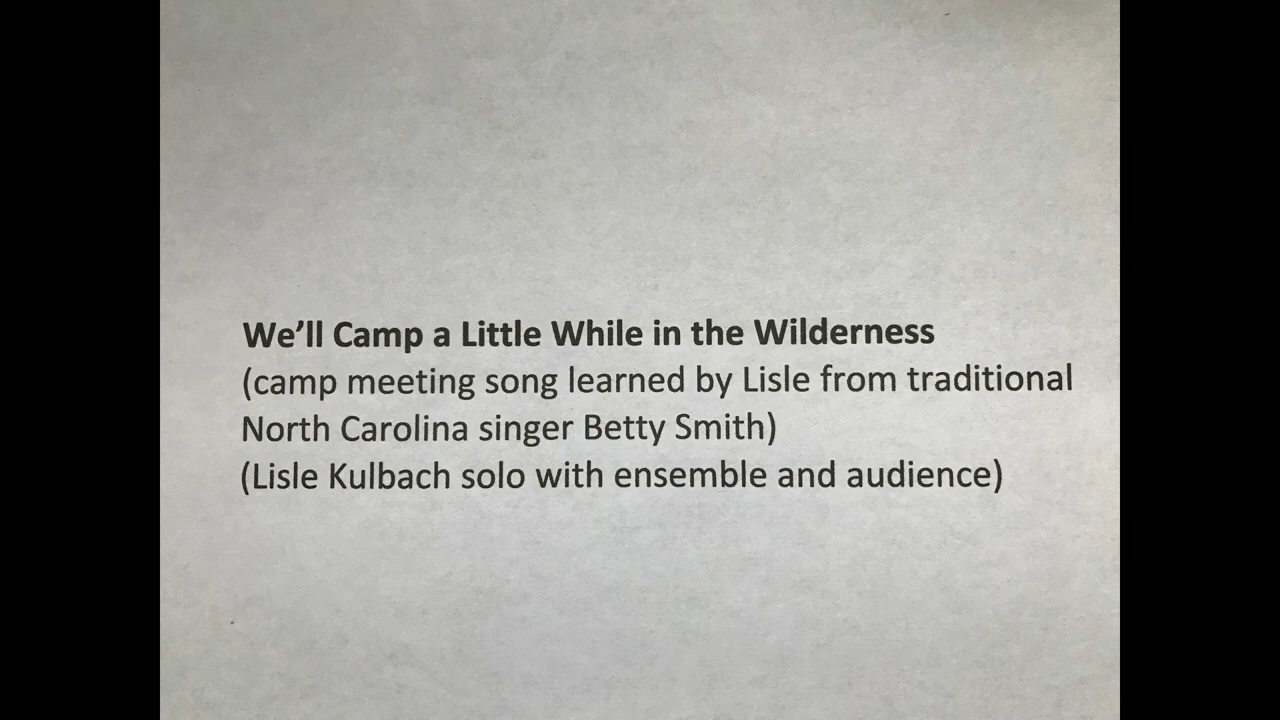 We’ll Camp a Little While in the Wilderness
(camp meeting song learned by Lisle from traditional
North Carolina singer Betty Smith)
(Lisle Kulbach solo with ensemble and audience)